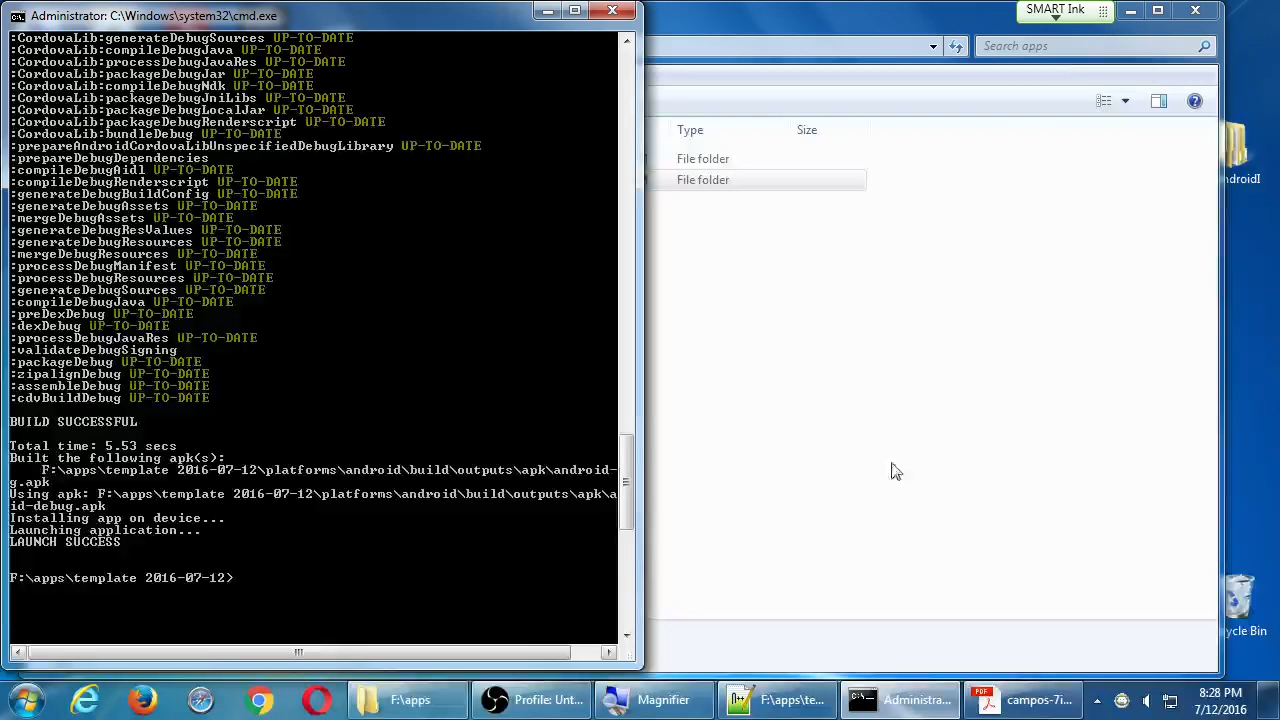 Administrator: C:\Windows\system32\cmd.exe
SMART Ink
:CordovaLib:generateDebugSources UP-TO-DATE
:CordovaLib:compileDebugJava UP-TO-DATE
:CordovaLib:processDebugJavaRes UP-TO-DATE
:CordovaLib:packageDebugJar UP-TO-DATE
:CordovaLib:compileDebugNdk UP-TO-DATE
:CordovaLib:packageDebugJniLibs UP-TO-DATE
:CordovaLib:packageDebugLocalJar UP-TO-DATE
:CordovaLib:packageDebugRenderscript UP-TO-DATE
:CordovaLib:bundleDebug UP-TO-DATE
:prepareAndroidCordovaLibUnspecifiedDebugLibrary UP-TO-DATE
:prepareDebugDependencies
:compileDebugAidl UP-TO-DATE
:compileDebugRenderscript UP-TO-DATE
:generateDebugBuildConfig UP-TO-DATE
:generateDebugAssets UP-TO-DATE
:mergeDebugAssets UP-TO-DATE
:generateDebugResValues UP-TO-DATE
:generateDebugResources UP-TO-DATE
:mergeDebugResources UP-TO-DATE
:processDebugManifest UP-TO-DATE
:processDebugResources UP-TO-DATE
:generateDebugSources UP-TO-DATE
:compileDebugJava UP-TO-DATE
:preDexDebug UP-TO-DATE
:dexDebug UP-TO-DATE
:processDebugJavaRes UP-TO-DATE
:validateDebugSigning
:packageDebug UP-TO-DATE
:zipalignDebug UP-TO-DATE
:assembleDebug UP-TO-DATE
:cdvBuildDebug UP-TO-DATE
BUILD SUCCESSFUL
Total time: 5.53 secs
Built the following apk(s):
F:\apps\template 2016-07-12\platforms\android\build\outputs\apk\android-
g.apk
Using apk: F:\apps\template 2016-07-12\platforms\android\build\outputs\apk\a
id-debug.apk
Installing app on device...
Launching application...
LAUNCH SUCCESS
F:\apps\template 2016-07-12>
Search apps
Type Size
File folder
File folder
ndroidI
ycle Bin
F:\apps
Profile: Unt...
Magnifier
F:\apps\te...
Administra...
PDF
campos-7i...
8:28 PM
7/12/2016